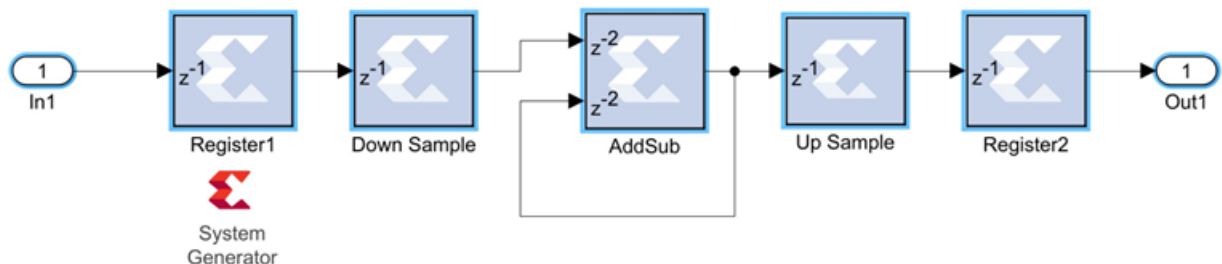 1
In1
z-1
Register1
z-1
Down Sample
z-2
z-2
AddSub
z-1
Up Sample
z-1
Register2
1
Out1
System
Generator